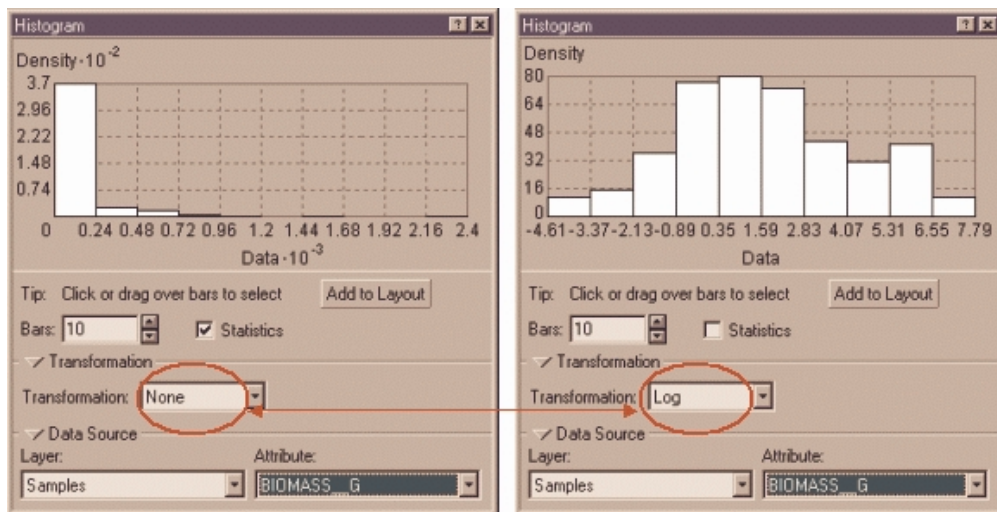 Histogram
Density·10⁻²
3.7
2.96
2.22
1.48
0.74
0 0.24 0.48 0.72 0.96 1.2 1.44 1.68 1.92 2.16 2.4
Data·10⁻³
Tip: Click or drag over bars to select Add to Layout
Bars: 10 Statistics
Transformation
Transformation: None
Data Source
Layer: Attribute:
Samples BIOMASS__G
Histogram
Density
80
64
48
32
16
0
-4.61 -3.37 -2.13 -0.89 0.35 1.59 2.83 4.07 5.31 6.55 7.79
Data
Tip: Click or drag over bars to select Add to Layout
Bars: 10 Statistics
Transformation
Transformation: Log
Data Source
Layer: Attribute:
Samples BIOMASS__G